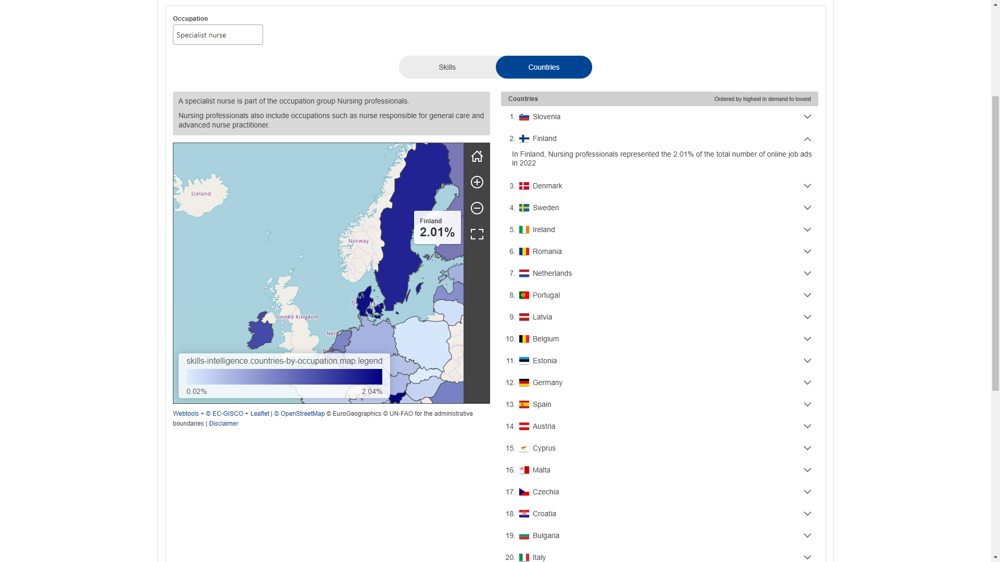 Occupation
Specialist nurse
Skills
Countries
A specialist nurse is part of the occupation group Nursing professionals.
Nursing professionals also include occupations such as nurse responsible for general care and
advanced nurse practitioner.
Iceland
Norway
Finland
2.01%
United Kingdom
skills-intelligence.countries-by-occupation.map.legend
0.02%
2.04%
Webtools + © EC-GISCO + Leaflet | © OpenStreetMap © EuroGeographics © UN-FAO for the administrative
boundaries | Disclaimer
Countries
Ordered by highest in demand to lowest
1. Slovenia
2. Finland
In Finland, Nursing professionals represented the 2.01% of the total number of online job ads
in 2022
3. Denmark
4. Sweden
5. Ireland
6. Romania
7. Netherlands
8. Portugal
9. Latvia
10. Belgium
11. Estonia
12. Germany
13. Spain
14. Austria
15. Cyprus
16. Malta
17. Czechia
18. Croatia
19. Bulgaria
20. Italy